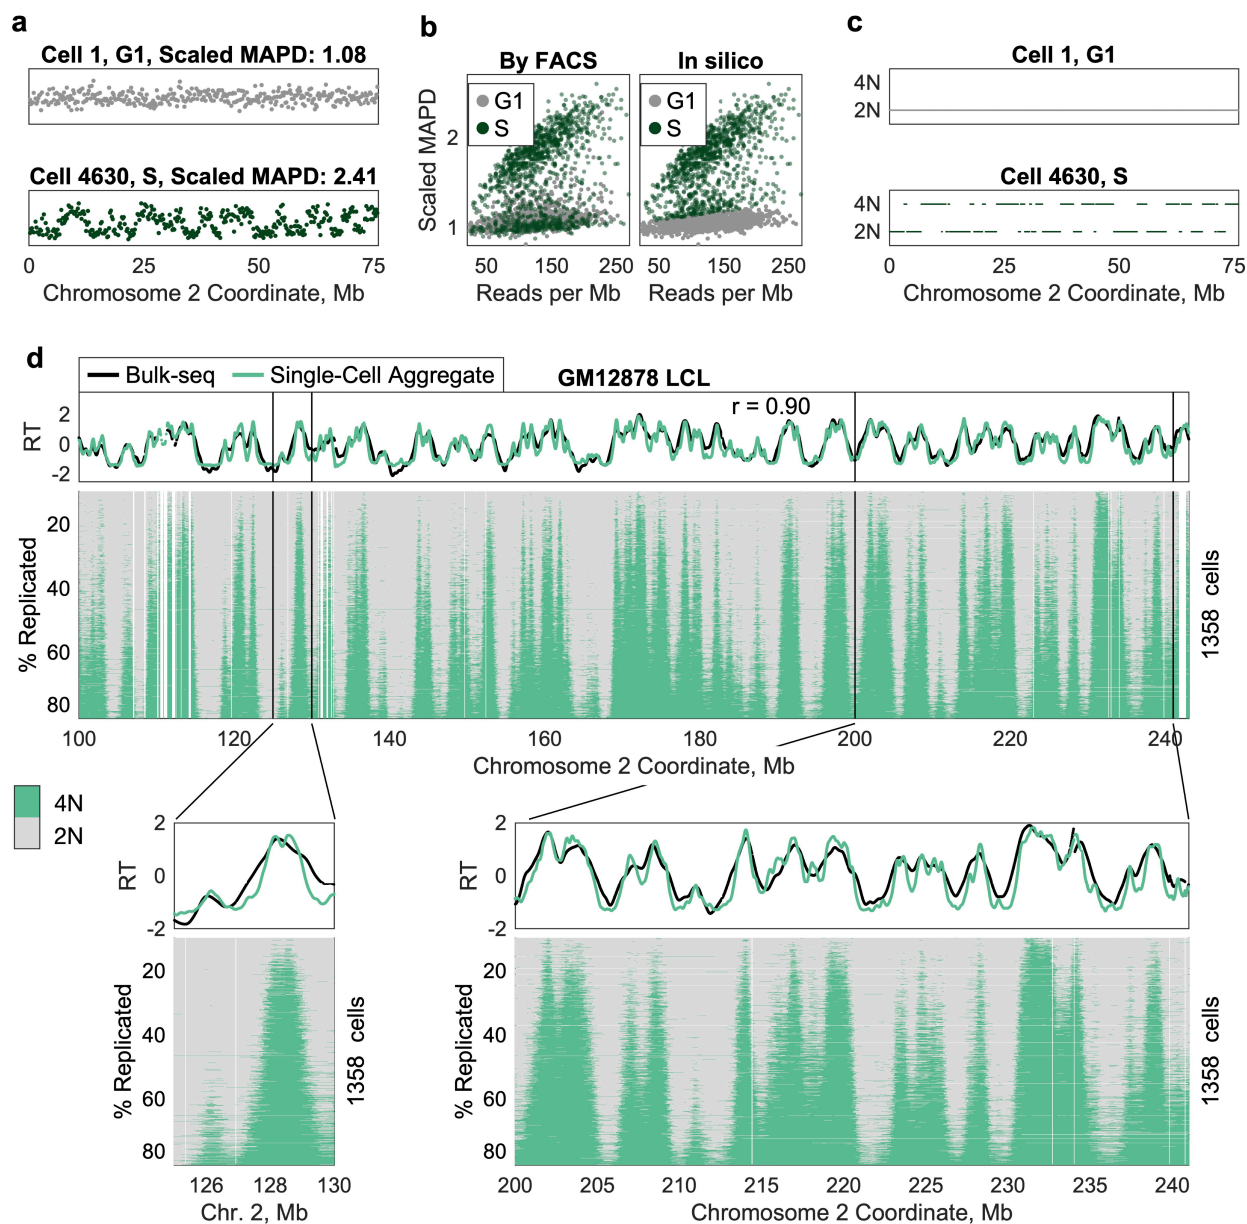 a
Cell 1, G1, Scaled MAPD: 1.08
Cell 4630, S, Scaled MAPD: 2.41
0 25 50 75
Chromosome 2 Coordinate, Mb
b
By FACS In silico
G1 G1
S S
Scaled MAPD
2
1
50 150 250 50 150 250
Reads per Mb Reads per Mb
c
Cell 1, G1
4N
2N
Cell 4630, S
4N
2N
0 25 50 75
Chromosome 2 Coordinate, Mb
d
Bulk-seq Single-Cell Aggregate
GM12878 LCL
r = 0.90
RT
2
0
-2
% Replicated
20
40
60
80
1358 cells
100 120 140 160 180 200 220 240
Chromosome 2 Coordinate, Mb
4N
2N
RT
2
0
-2
% Replicated
20
40
60
80
1358 cells
126 128 130
Chr. 2, Mb
RT
2
0
-2
% Replicated
20
40
60
80
1358 cells
200 205 210 215 220 225 230 235 240
Chromosome 2 Coordinate, Mb